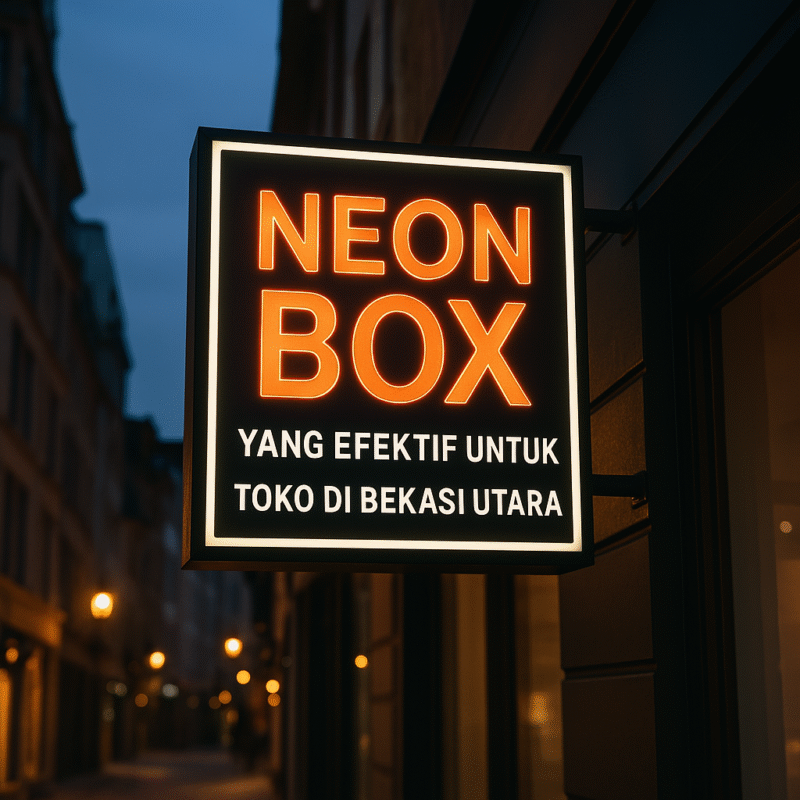 NEON
BOX
YANG EFEKTIF UNTUK
TOKO DI BEKASI UTARA